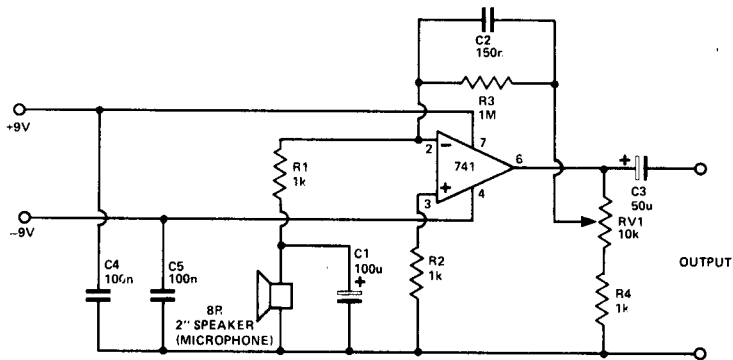 C2
150n
R3
1M
+9V
-9V
R1
1k
2
3
7
741
4
6
+
C3
50u
RV1
10k
R2
1k
R4
1k
C4
100n
C5
100n
C1
100u
+
8R
2" SPEAKER
(MICROPHONE)
OUTPUT